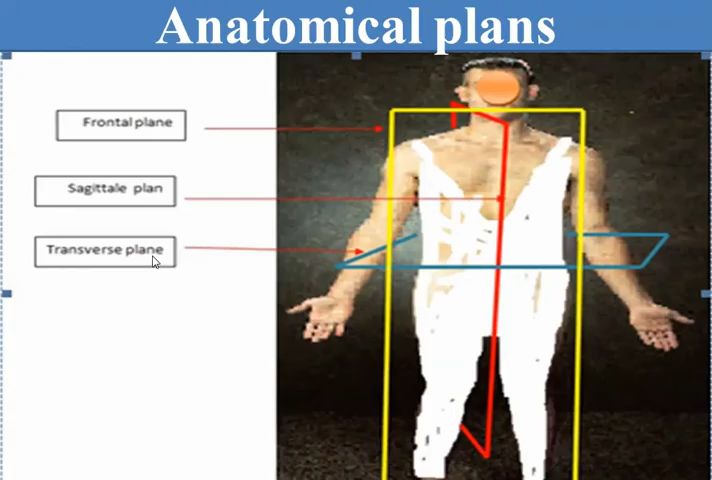 Anatomical plans
Frontal plane
Sagittale plan
Transverse plane